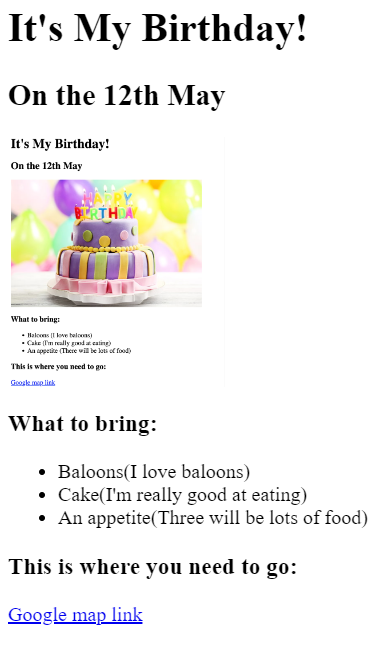 It's My Birthday!
On the 12th May
It's My Birthday!
On the 12th May
HAPPY
BIRTHDAY
What to bring:
Baloons (I love baloons)
Cake (I'm really good at eating)
An appetite (There will be lots of food)
This is where you need to go:
Google map link
What to bring:
Baloons(I love baloons)
Cake(I'm really good at eating)
An appetite(Three will be lots of food)
This is where you need to go:
Google map link